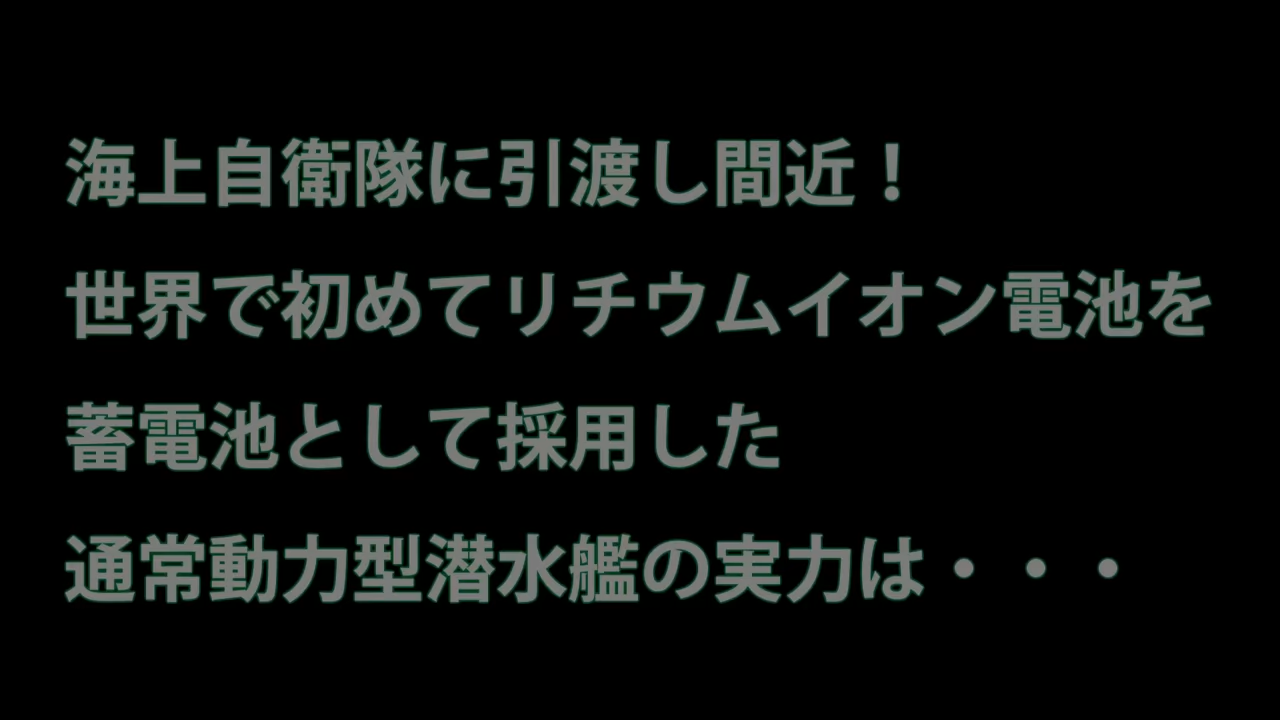 海上自衛隊に引渡し間近！
世界で初めてリチウムイオン電池を
蓄電池として採用した
通常動力型潜水艦の実力は・・・